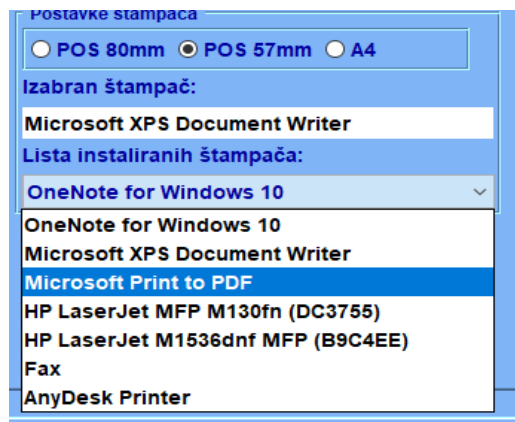 Postavke štampača
POS 80mm POS 57mm A4
Izabran štampač:
Microsoft XPS Document Writer
Lista instaliranih štampača:
OneNote for Windows 10
OneNote for Windows 10
Microsoft XPS Document Writer
Microsoft Print to PDF
HP LaserJet MFP M130fn (DC3755)
HP LaserJet M1536dnf MFP (B9C4EE)
Fax
AnyDesk Printer